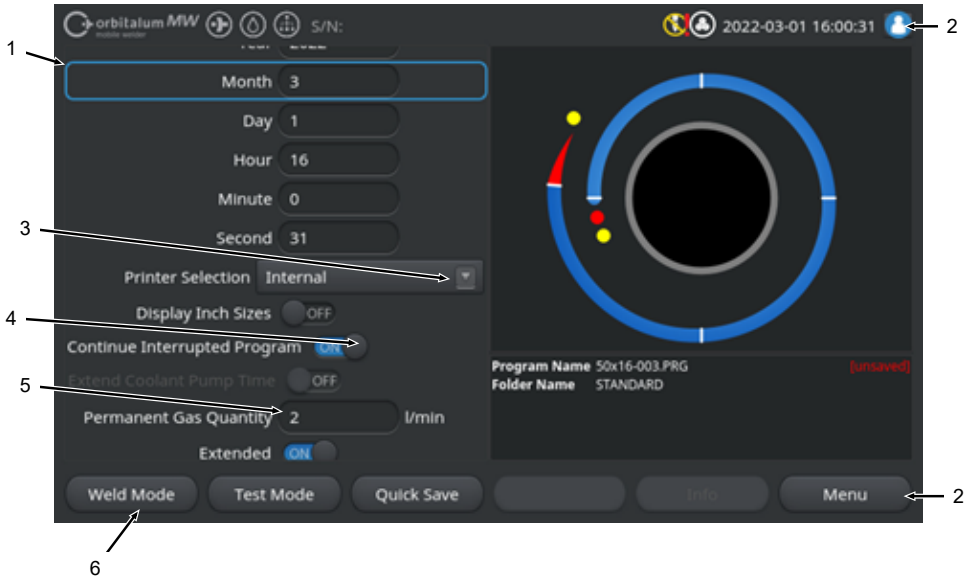 orbitalum MW
mobile welder
S/N:
2022-03-01 16:00:31
2
1
Year 2022
Month 3
Day 1
Hour 16
Minute 0
Second 31
3
Printer Selection Internal
Display Inch Sizes OFF
4
Continue Interrupted Program ON
Extend Coolant Pump Time OFF
5
Permanent Gas Quantity 2 l/min
Extended ON
Program Name 50x16-003.PRG [unsaved]
Folder Name STANDARD
Weld Mode
Test Mode
Quick Save
Info
Menu
2
6